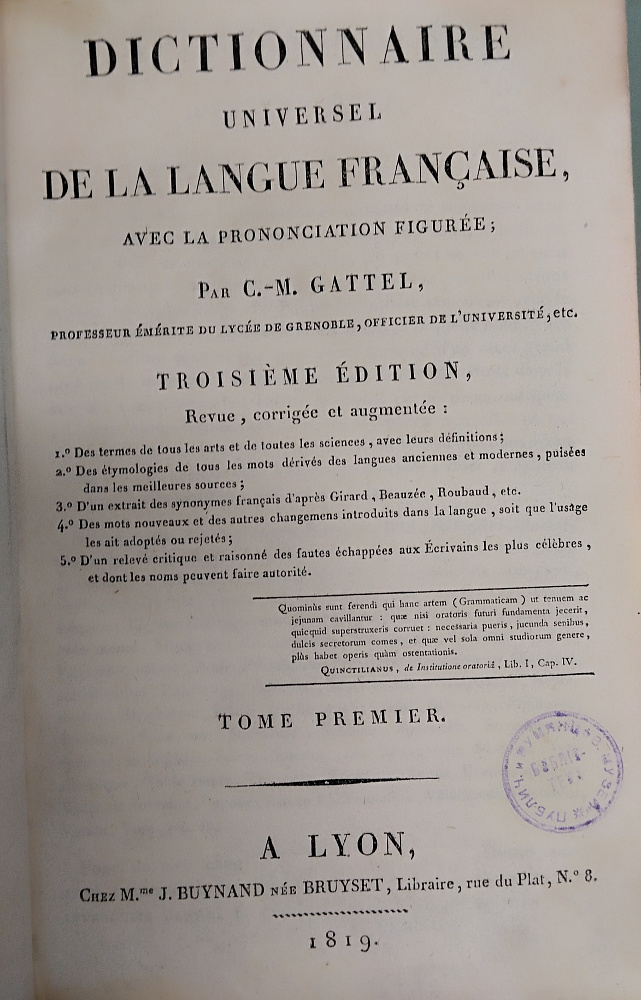 DICTIONNAIRE
UNIVERSEL
DE LA LANGUE FRANÇAISE,
AVEC LA PRONONCIATION FIGURÉE;
PAR C.-M. GATTEL,
PROFESSEUR ÉMÉRITE DU LYCÉE DE GRENOBLE, OFFICIER DE L'UNIVERSITÉ, etc.
TROISIÈME ÉDITION,
Revue, corrigée et augmentée :
1.º Des termes de tous les arts et de toutes les sciences, avec leurs définitions;
2.º Des étymologies de tous les mots dérivés des langues anciennes et modernes, puisées
dans les meilleures sources;
3.º D'un extrait des synonymes français d'après Girard, Beauzée, Roubaud, etc.
4.º Des mots nouveaux et des autres changemens introduits dans la langue, soit que l'usage
les ait adoptés ou rejetés;
5.º D'un relevé critique et raisonné des fautes échappées aux Écrivains les plus célèbres,
et dont les noms peuvent faire autorité.
Quominùs sunt ferendi qui hanc artem (Grammaticam) ut tenuem ac
jejunam cavillantur : quæ nisi oratoris futuri fundamenta jecerit,
quicquid superstruxeris corruet : necessaria pueris, jucunda senibus,
dulcis secretorum comes, et quæ vel sola omni studiorum genere,
plùs habet operis quàm ostentationis.
QUINCTILIANUS, de Institutione oratoriâ, Lib. I, Cap. IV.
TOME PREMIER.
A LYON,
CHEZ M.me J. BUYNAND NÉE BRUYSET, Libraire, rue du Plat, N.º 8.
1819.